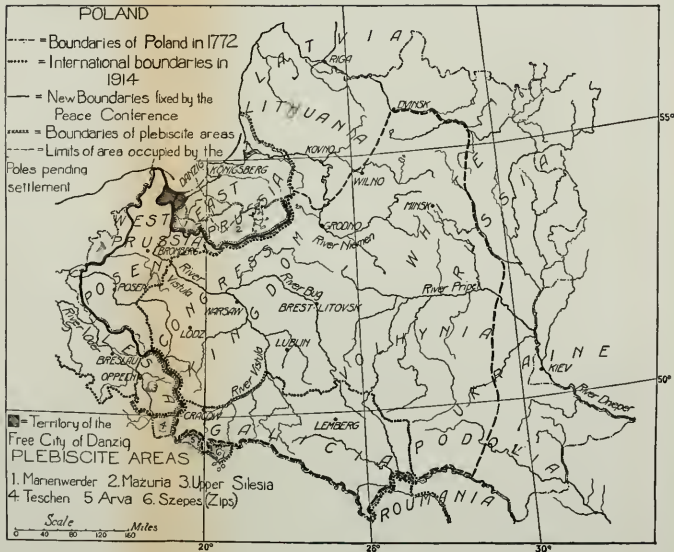 POLAND
= Boundaries of Poland in 1772
= International boundaries in
1914
= New Boundaries fixed by the
Peace Conference
= Boundaries of plebiscite areas
= Limits of area occupied by the
Poles pending
settlement
LATVIA
RIGA
LITHUANIA
DVINSK
55°
KOVNO
WILNO
DANZIG
KÖNIGSBERG
EAST
PRUSSIA
WEST
PRUSSIA
GRODNO
River Niemen
MINSK
WHITE
RUSSIA
BROMBERG
POSEN
POSEN
River
Vistula
CONGRESS
KINGDOM
River Bug
BREST-LITOVSK
River Pripet
WARSAW
LODZ
LUBLIN
River Oder
BRESLAU
OPPELN
River Vistula
VOLHYNIA
UKRAINE
KIEV
50°
River Dneper
CRACOW
GALICIA
LEMBERG
PODOLIA
ROUMANIA
=Territory of the
Free City of Danzig
PLEBISCITE AREAS
1. Marienwerder 2. Mazuria 3. Upper Silesia
4. Teschen 5 Arva 6. Szepes (Zips)
Scale
Miles
40 0 40 80 120 160
20°
26°
30°